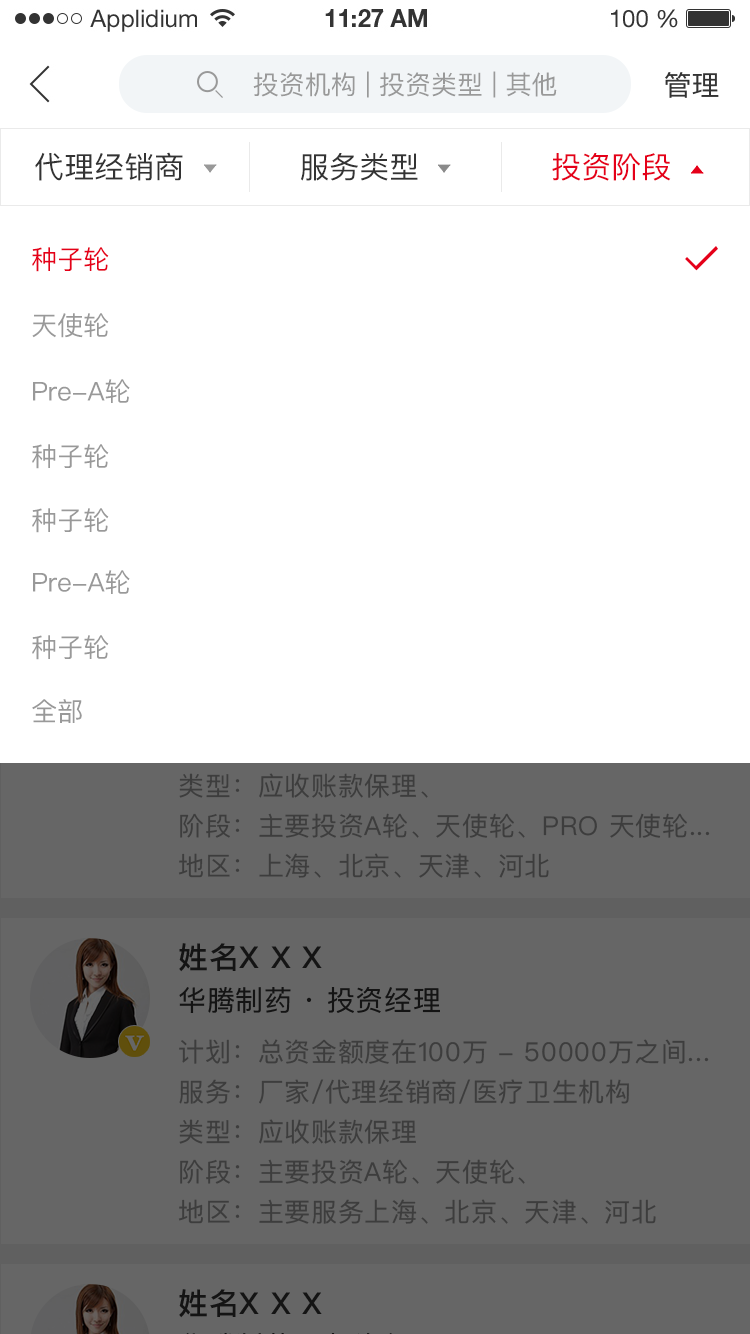 Applidium 11:27 AM 100 %
投资机构 | 投资类型 | 其他 管理
代理经销商 服务类型 投资阶段
种子轮
天使轮
Pre-A轮
种子轮
种子轮
Pre-A轮
种子轮
全部
类型：应收账款保理、
阶段：主要投资A轮、天使轮、PRO 天使轮...
地区：上海、北京、天津、河北
姓名X X X
华腾制药 · 投资经理
V
计划：总资金额度在100万 - 50000万之间...
服务：厂家/代理经销商/医疗卫生机构
类型：应收账款保理
阶段：主要投资A轮、天使轮、
地区：主要服务上海、北京、天津、河北
姓名X X X